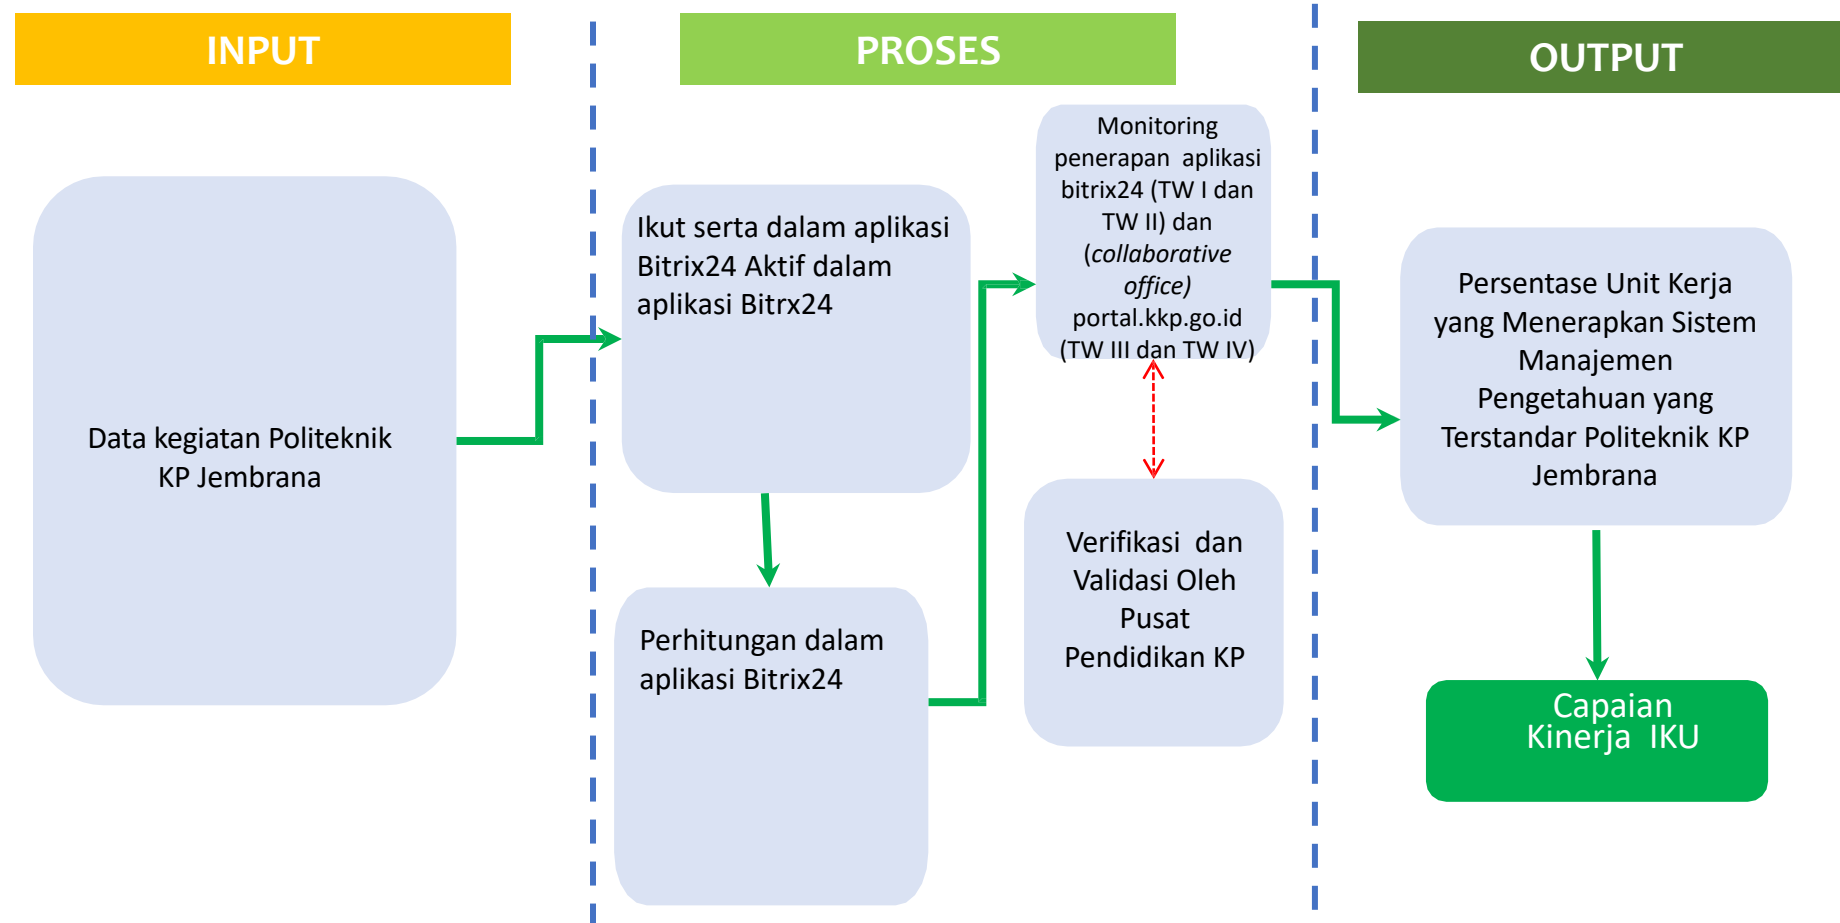 INPUT
PROSES
OUTPUT
Data kegiatan Politeknik
KP Jembrana
Ikut serta dalam aplikasi
Bitrix24 Aktif dalam
aplikasi Bitrx24
Perhitungan dalam
aplikasi Bitrix24
Monitoring
penerapan aplikasi
bitrix24 (TW I dan
TW II) dan
(collaborative
office)
portal.kkp.go.id
(TW III dan TW IV)
Verifikasi dan
Validasi Oleh
Pusat
Pendidikan KP
Persentase Unit Kerja
yang Menerapkan Sistem
Manajemen
Pengetahuan yang
Terstandar Politeknik KP
Jembrana
Capaian
Kinerja IKU